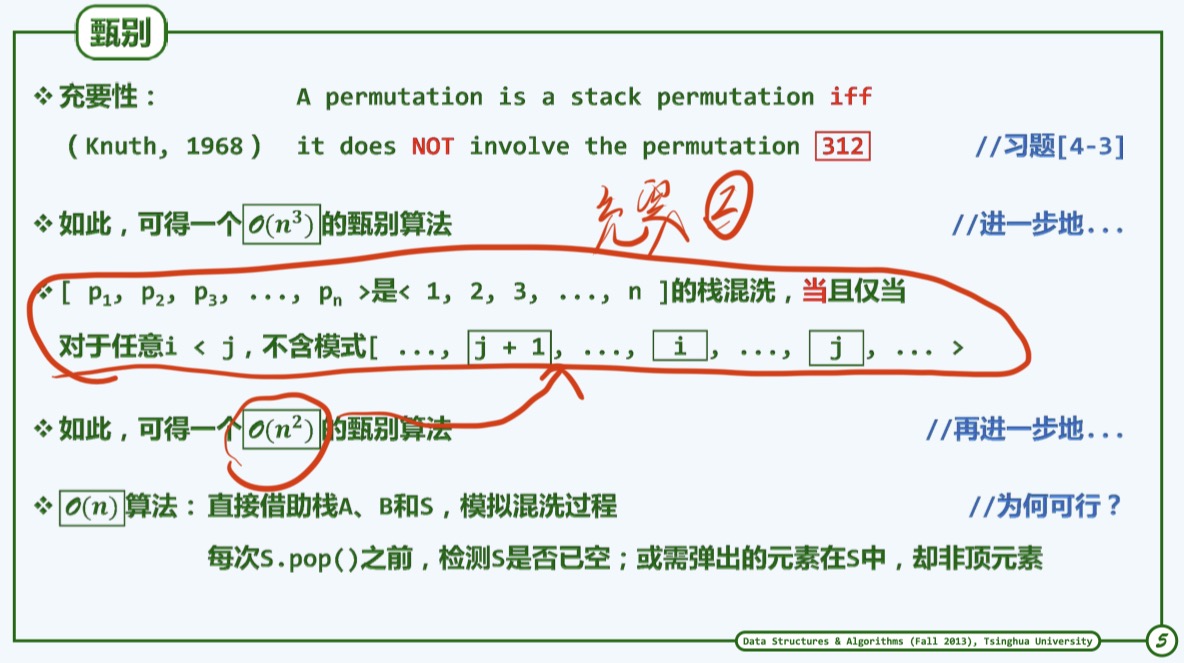 甄别
❖ 充要性： A permutation is a stack permutation iff
（Knuth, 1968） it does NOT involve the permutation 312 //习题[4-3]
充要 ②
❖ 如此，可得一个 O(n³) 的甄别算法 //进一步地...
❖ [ p₁, p₂, p₃, ..., pₙ >是< 1, 2, 3, ..., n ]的栈混洗，当且仅当
对于任意i < j，不含模式[ ..., j + 1, ..., i, ..., j, ... >
❖ 如此，可得一个 O(n²) 的甄别算法 //再进一步地...
❖ O(n) 算法：直接借助栈A、B和S，模拟混洗过程 //为何可行？
每次S.pop()之前，检测S是否已空；或需弹出的元素在S中，却非顶元素
Data Structures & Algorithms (Fall 2013), Tsinghua University 5